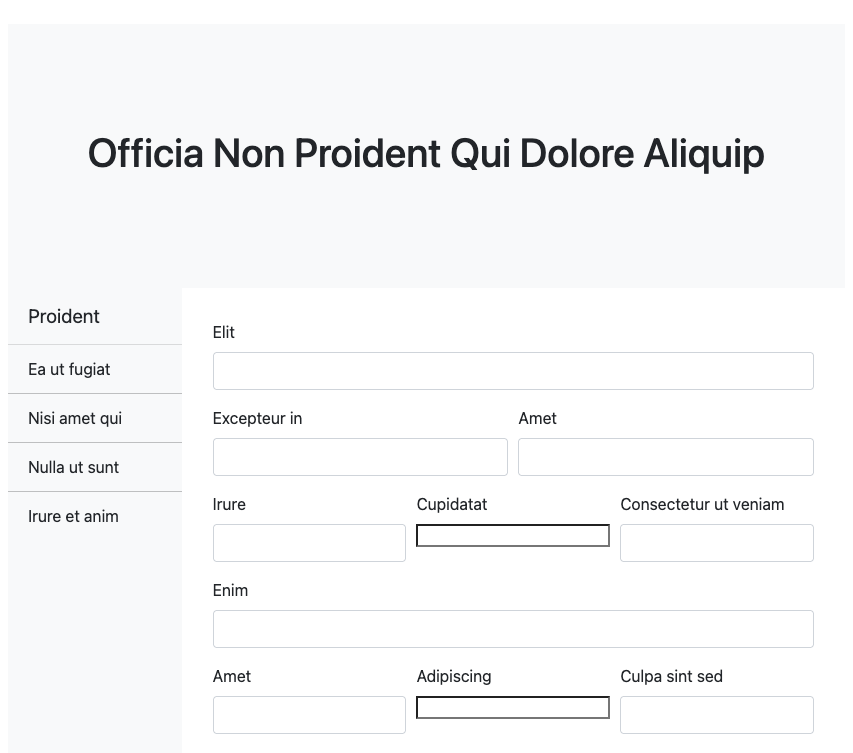 Officia Non Proident Qui Dolore Aliquip
Proident
Ea ut fugiat
Nisi amet qui
Nulla ut sunt
Irure et anim
Elit
Excepteur in
Amet
Irure
Cupidatat
Consectetur ut veniam
Enim
Amet
Adipiscing
Culpa sint sed